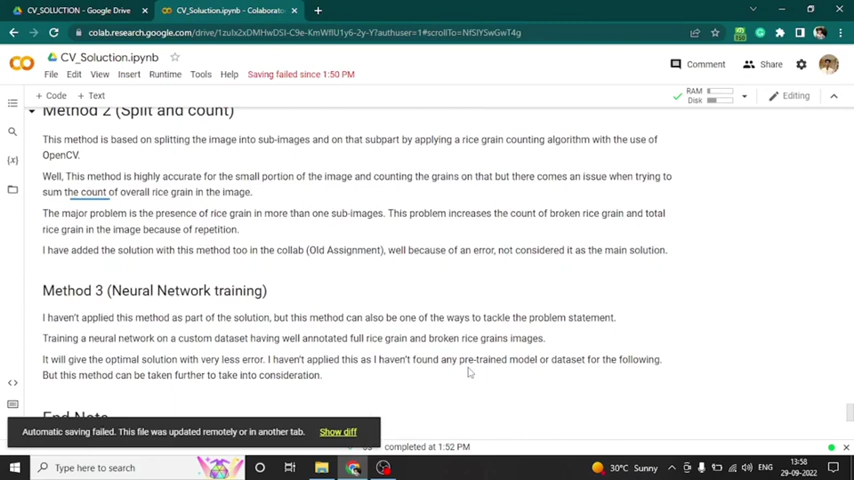 CV_SOLUTION - Google Drive
CV_Soluction.ipynb - Colaborato
colab.research.google.com/drive/1zuIx2xDMHwDSI-C9e-KmWflU1y6-2y-Y?authuser=1#scrollTo=NfSIYSwGwT4g
CV_Soluction.ipynb
File Edit View Insert Runtime Tools Help Saving failed since 1:50 PM
Comment Share
+ Code + Text
RAM
Disk
Editing
Method 2 (Split and count)
This method is based on splitting the image into sub-images and on that subpart by applying a rice grain counting algorithm with the use of
OpenCV.
Well, This method is highly accurate for the small portion of the image and counting the grains on that but there comes an issue when trying to
sum the count of overall rice grain in the image.
The major problem is the presence of rice grain in more than one sub-images. This problem increases the count of broken rice grain and total
rice grain in the image because of repetition.
I have added the solution with this method too in the collab (Old Assignment), well because of an error, not considered it as the main solution.
Method 3 (Neural Network training)
I haven't applied this method as part of the solution, but this method can also be one of the ways to tackle the problem statement.
Training a neural network on a custom dataset having well annotated full rice grain and broken rice grains images.
It will give the optimal solution with very less error. I haven't applied this as I haven't found any pre-trained model or dataset for the following.
But this method can be taken further to take into consideration.
End Note
Automatic saving failed. This file was updated remotely or in another tab. Show diff
completed at 1:52 PM
Type here to search
30°C Sunny
ENG
13:58
29-09-2022